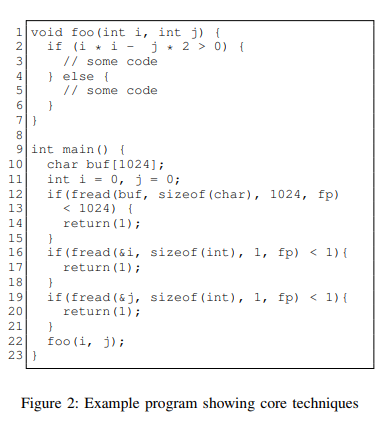 1 void foo(int i, int j) {
2   if (i * i -  j * 2 > 0) {
3     // some code
4   } else {
5     // some code
6   }
7 }
8
9 int main() {
10   char buf[1024];
11   int i = 0, j = 0;
12   if(fread(buf, sizeof(char), 1024, fp)
13     < 1024) {
14     return(1);
15   }
16   if(fread(&i, sizeof(int), 1, fp) < 1){
17     return(1);
18   }
19   if(fread(&j, sizeof(int), 1, fp) < 1){
20     return(1);
21   }
22   foo(i, j);
23 }
Figure 2: Example program showing core techniques